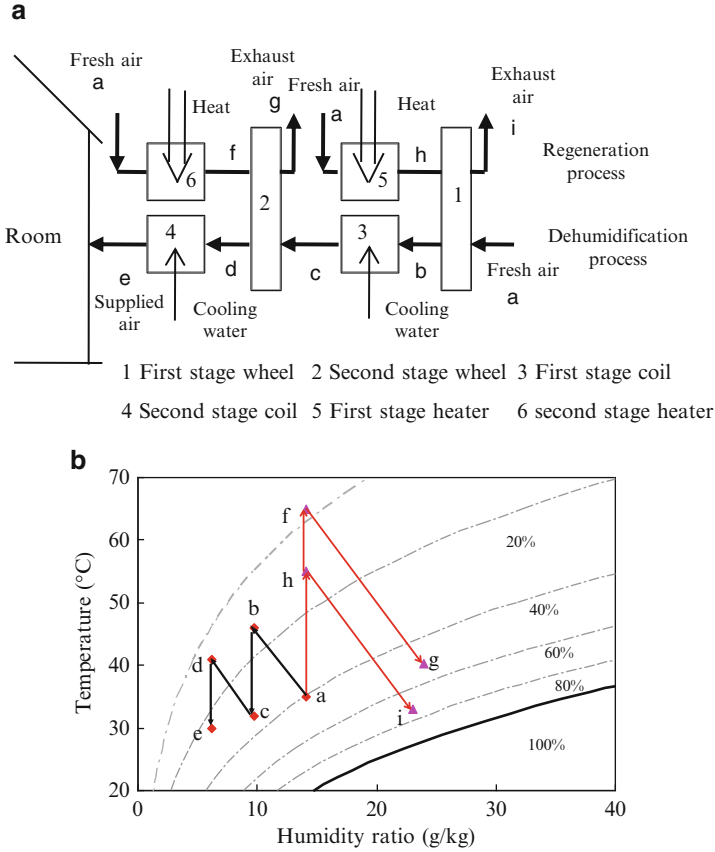 a
Fresh air
a
Heat
Exhaust
air
g
Fresh air
a
Heat
Exhaust
air
i
f
h
Regeneration
process
6
2
5
1
Room
4
3
Dehumidification
process
e
d
c
b
Fresh air
a
Supplied
air
Cooling
water
Cooling
water
1 First stage wheel 2 Second stage wheel 3 First stage coil
4 Second stage coil 5 First stage heater 6 second stage heater
b
70
60
50
40
30
20
Temperature (°C)
f
h
b
d
a
c
e
g
i
20%
40%
60%
80%
100%
0 10 20 30 40
Humidity ratio (g/kg)